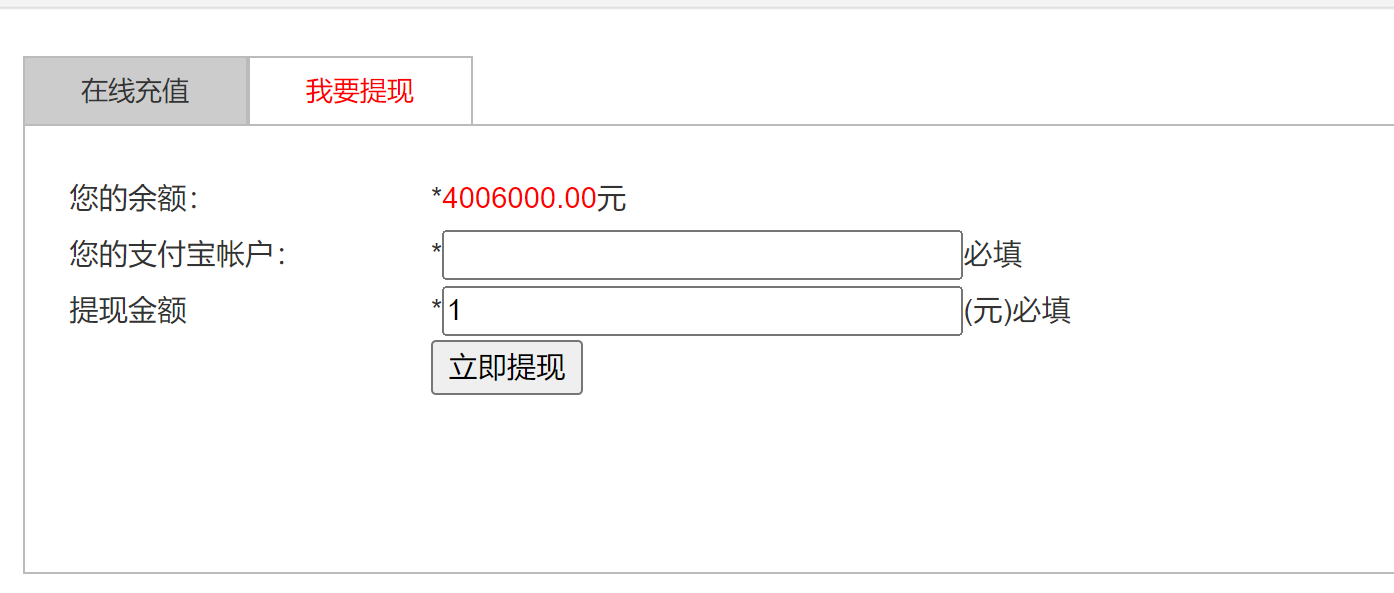 在线充值 我要提现
您的余额： *4006000.00元
您的支付宝帐户： *必填
提现金额 *1(元)必填
立即提现